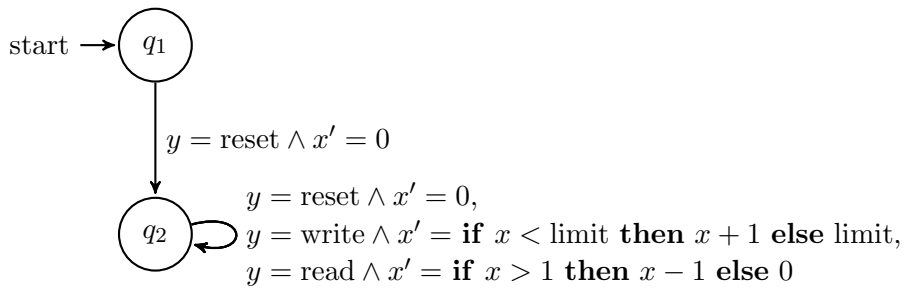 start
q₁
y = reset ∧ x′ = 0
q₂
y = reset ∧ x′ = 0,
y = write ∧ x′ = if x < limit then x + 1 else limit,
y = read ∧ x′ = if x > 1 then x − 1 else 0